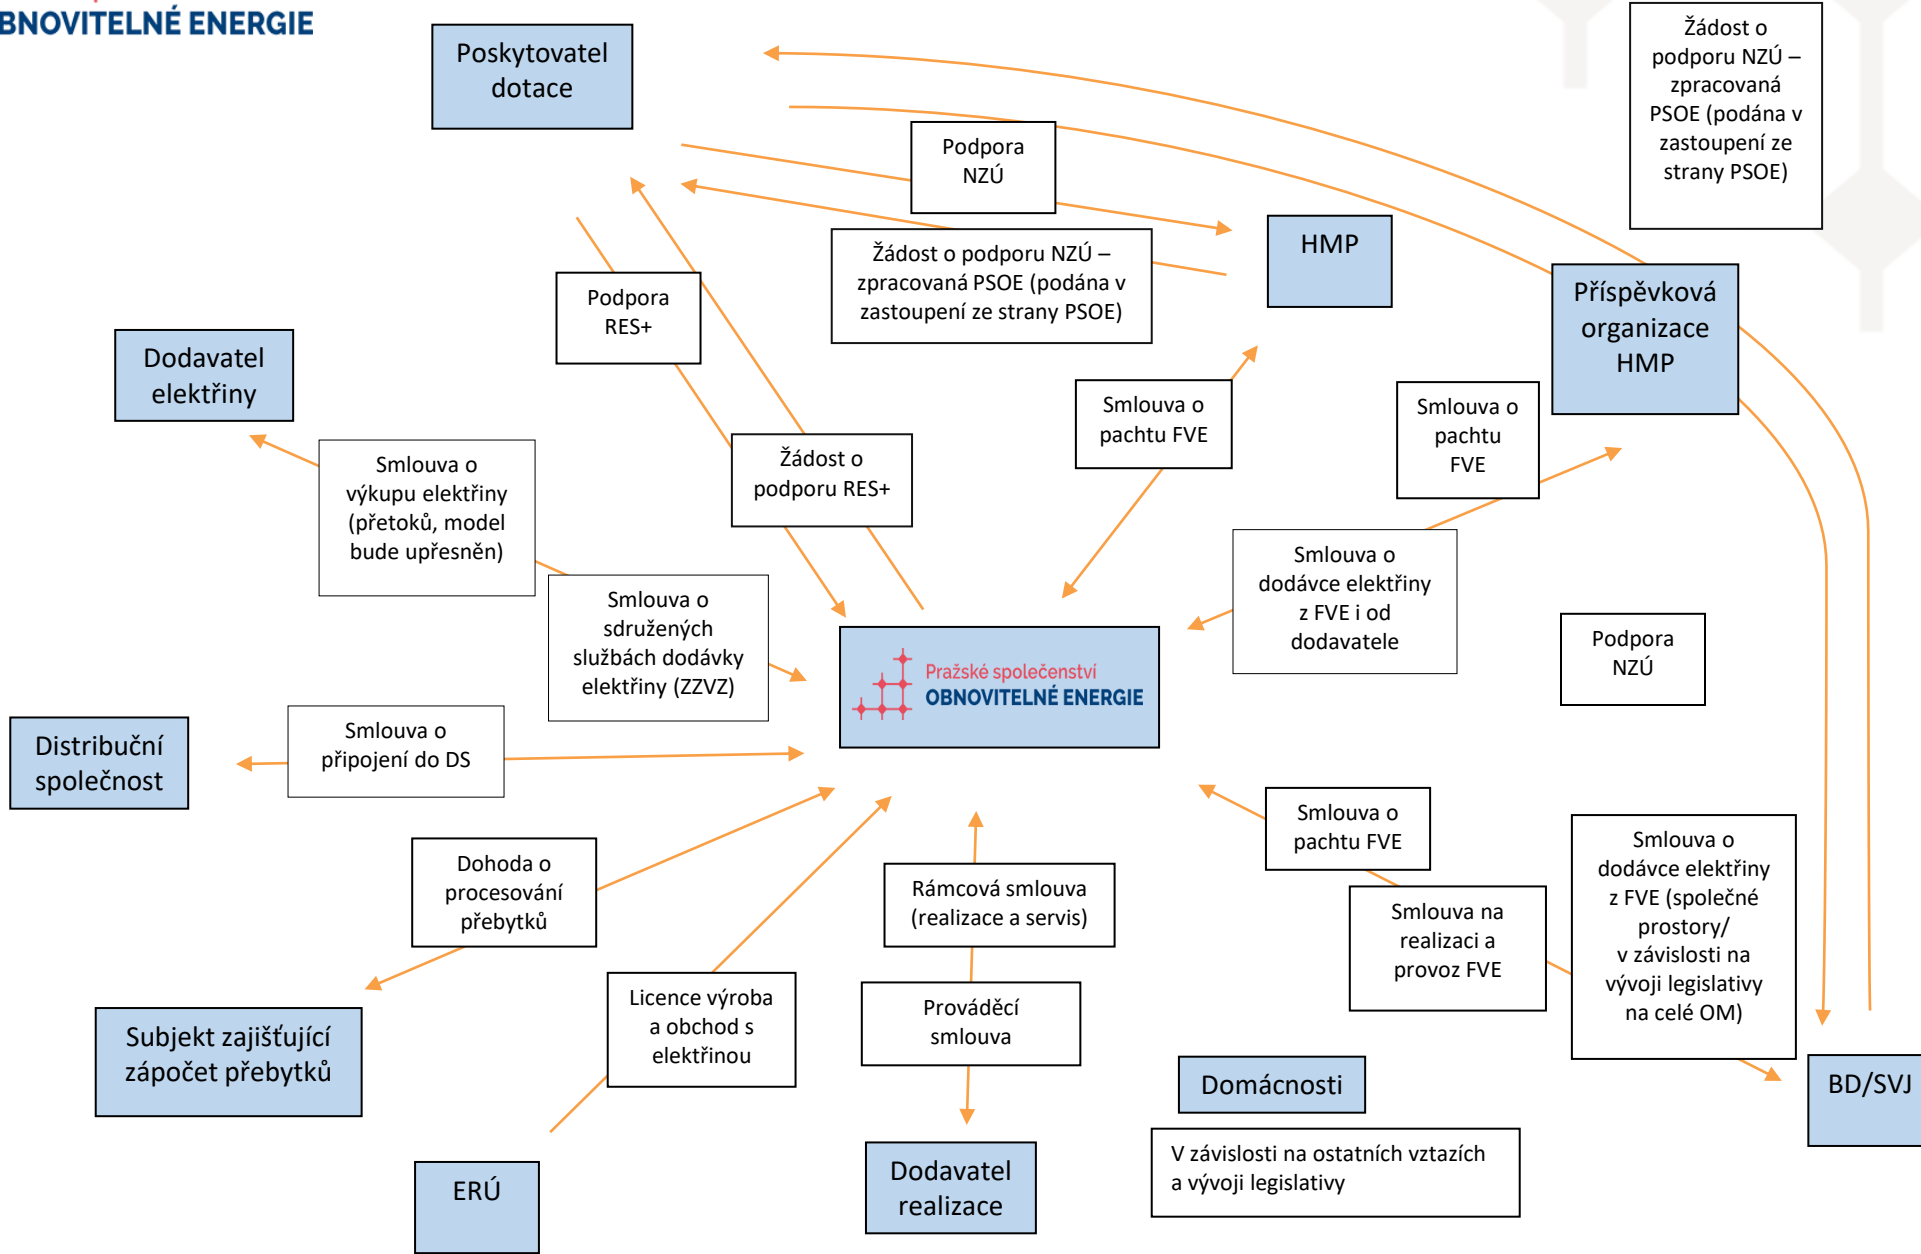 BNOVITELNÉ ENERGIE
Poskytovatel
dotace
Žádost o
podporu NZÚ –
zpracovaná
PSOE (podána v
zastoupení ze
strany PSOE)
Podpora
NZÚ
HMP
Žádost o podporu NZÚ –
zpracovaná PSOE (podána v
zastoupení ze strany PSOE)
Příspěvková
organizace
HMP
Podpora
RES+
Dodavatel
elektřiny
Smlouva o
pachtu FVE
Smlouva o
pachtu
FVE
Smlouva o
výkupu elektřiny
(přetoků, model
bude upřesněn)
Žádost o
podporu RES+
Smlouva o
dodávce elektřiny
z FVE i od
dodavatele
Smlouva o
sdružených
službách dodávky
elektřiny (ZZVZ)
Podpora
NZÚ
Pražské společenství
OBNOVITELNÉ ENERGIE
Distribuční
společnost
Smlouva o
připojení do DS
Smlouva o
pachtu FVE
Smlouva o
dodávce elektřiny
z FVE (společné
prostory/
v závislosti na
vývoji legislativy
na celé OM)
Dohoda o
procesování
přebytků
Rámcová smlouva
(realizace a servis)
Smlouva na
realizaci a
provoz FVE
Licence výroba
a obchod s
elektřinou
Prováděcí
smlouva
Subjekt zajišťující
zápočet přebytků
Domácnosti
BD/SVJ
V závislosti na ostatních vztazích
a vývoji legislativy
ERÚ
Dodavatel
realizace